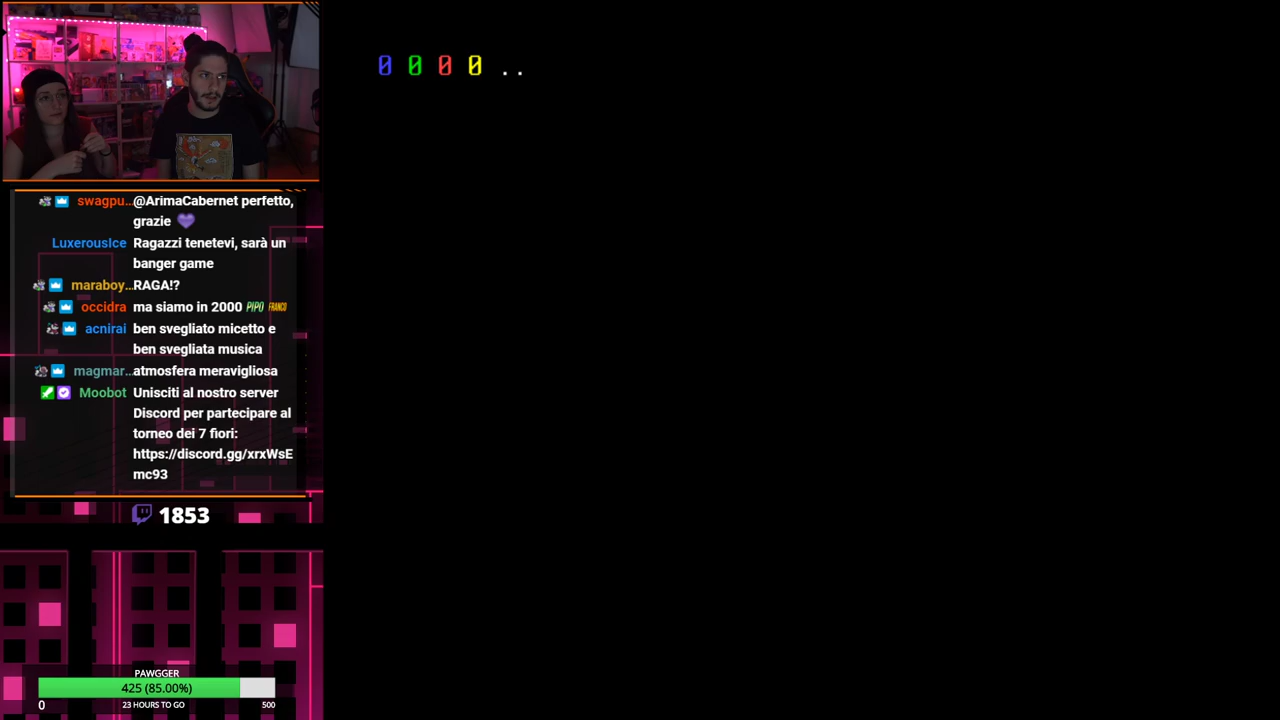 0 0 0 0 ..
swagpu... @ArimaCabernet perfetto,
grazie
LuxerousIce Ragazzi tenetevi, sarà un
banger game
maraboy... RAGA!?
occidra ma siamo in 2000 PIPO FRANCO
acnirai ben svegliato micetto e
ben svegliata musica
magmar... atmosfera meravigliosa
Moobot Unisciti al nostro server
Discord per partecipare al
torneo dei 7 fiori:
https://discord.gg/xrxWsE
mc93
1853
PAWGGER
425 (85.00%)
0 23 HOURS TO GO 500